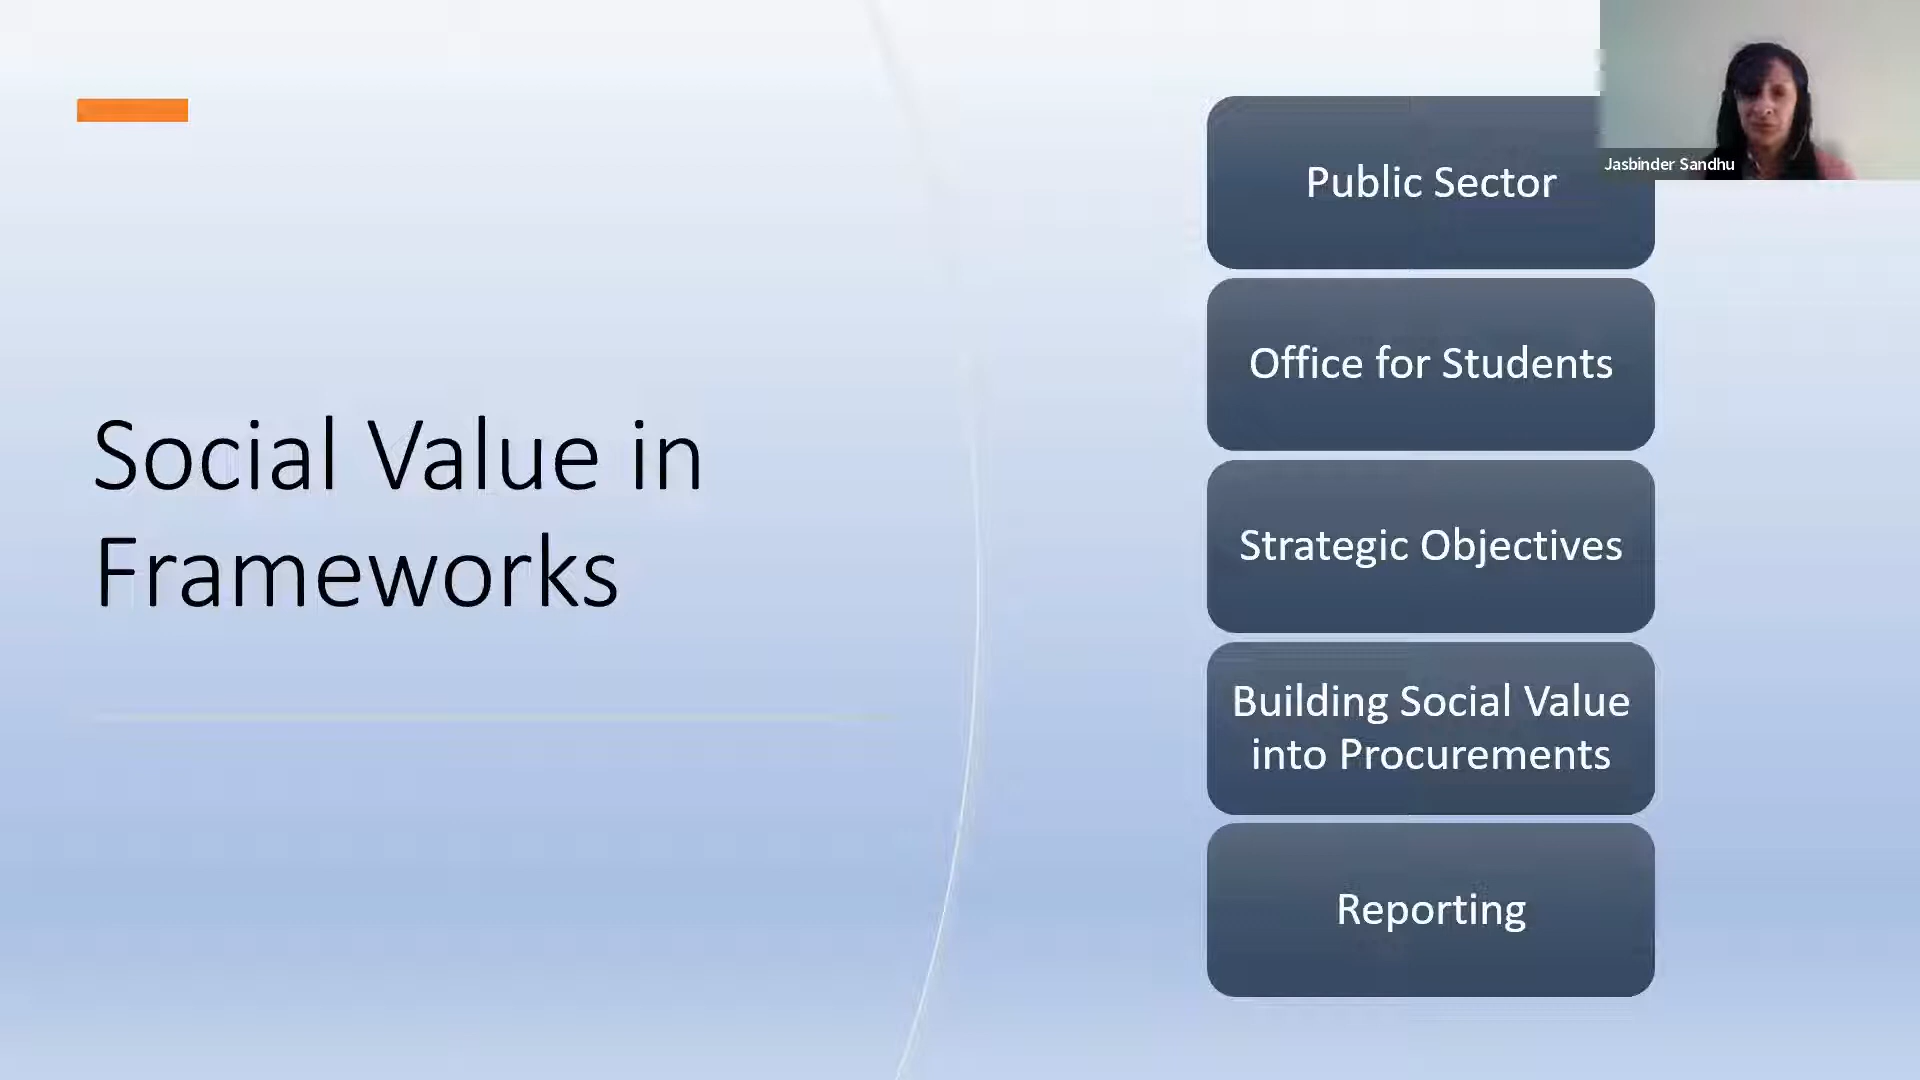 Social Value in
Frameworks
Public Sector
Office for Students
Strategic Objectives
Building Social Value
into Procurements
Reporting
Jasbinder Sandhu